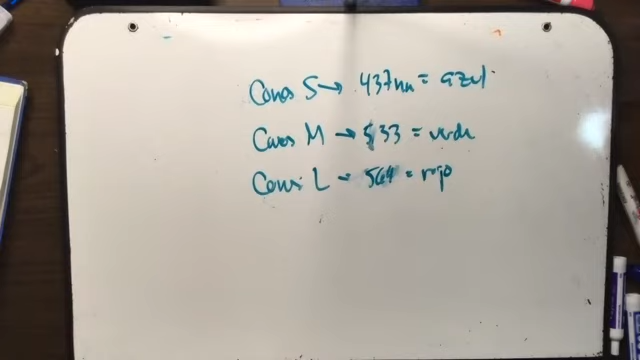 Conos S → 437nm = azul
Conos M → 533 = verde
Conos L = 564 = rojo